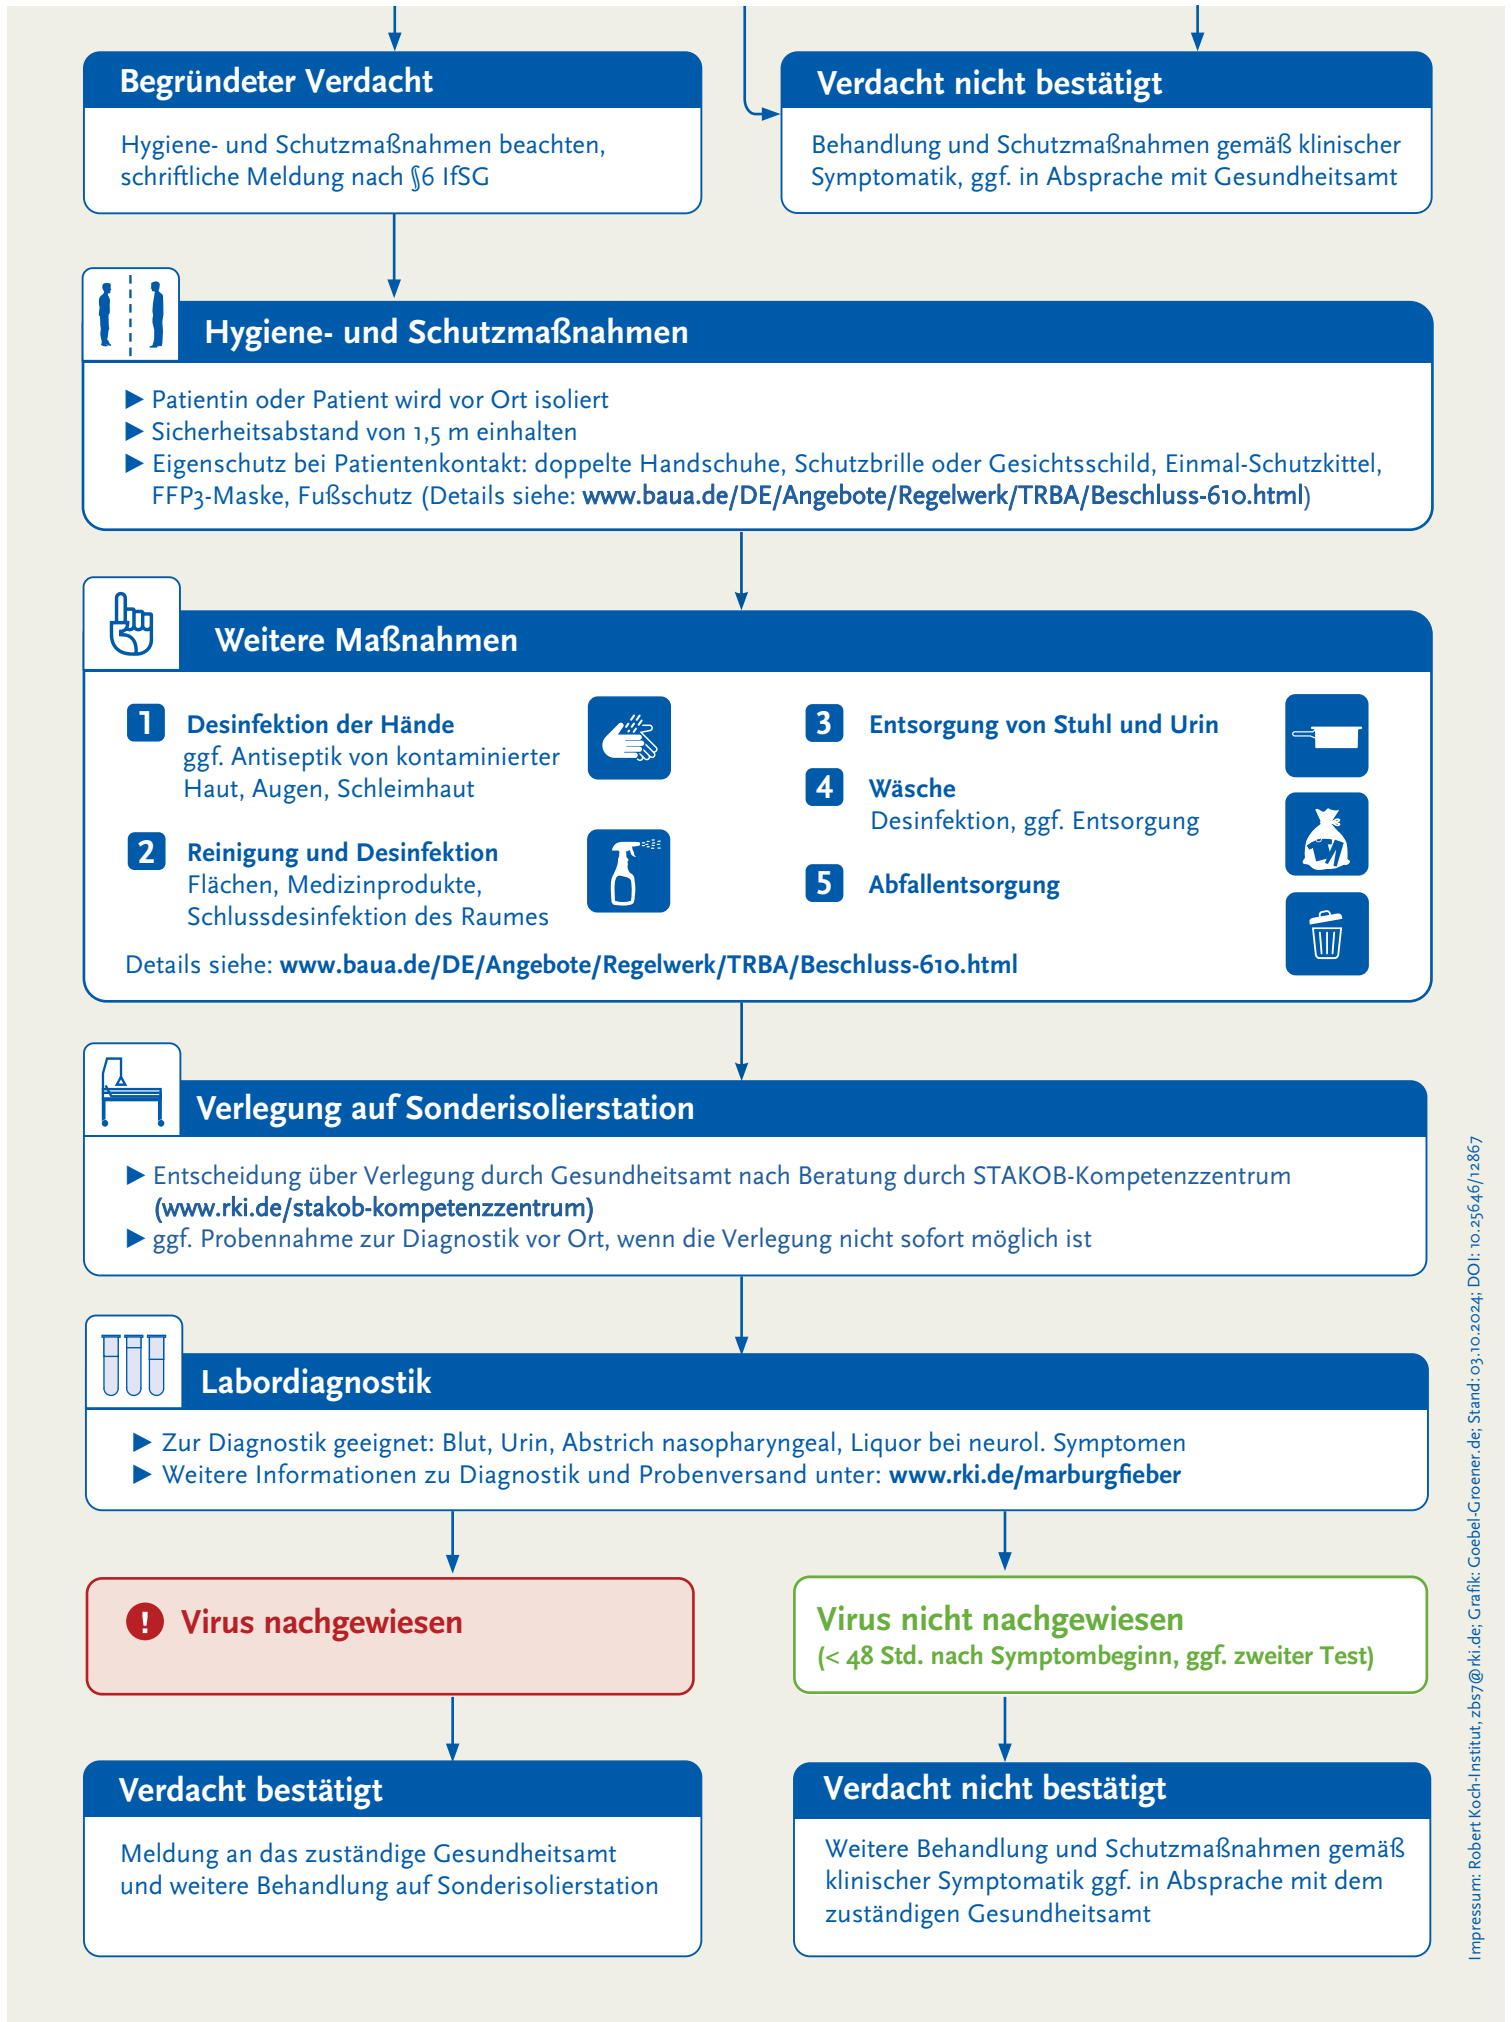 Begründeter Verdacht
Hygiene- und Schutzmaßnahmen beachten,
schriftliche Meldung nach §6 IfSG
Verdacht nicht bestätigt
Behandlung und Schutzmaßnahmen gemäß klinischer
Symptomatik, ggf. in Absprache mit Gesundheitsamt
Hygiene- und Schutzmaßnahmen
▶ Patientin oder Patient wird vor Ort isoliert
▶ Sicherheitsabstand von 1,5 m einhalten
▶ Eigenschutz bei Patientenkontakt: doppelte Handschuhe, Schutzbrille oder Gesichtsschild, Einmal-Schutzkittel,
FFP3-Maske, Fußschutz (Details siehe: www.baua.de/DE/Angebote/Regelwerk/TRBA/Beschluss-610.html)
Weitere Maßnahmen
1 Desinfektion der Hände
ggf. Antiseptik von kontaminierter
Haut, Augen, Schleimhaut
2 Reinigung und Desinfektion
Flächen, Medizinprodukte,
Schlussdesinfektion des Raumes
3 Entsorgung von Stuhl und Urin
4 Wäsche
Desinfektion, ggf. Entsorgung
5 Abfallentsorgung
Details siehe: www.baua.de/DE/Angebote/Regelwerk/TRBA/Beschluss-610.html
Verlegung auf Sonderisolierstation
▶ Entscheidung über Verlegung durch Gesundheitsamt nach Beratung durch STAKOB-Kompetenzzentrum
(www.rki.de/stakob-kompetenzzentrum)
▶ ggf. Probennahme zur Diagnostik vor Ort, wenn die Verlegung nicht sofort möglich ist
Labordiagnostik
▶ Zur Diagnostik geeignet: Blut, Urin, Abstrich nasopharyngeal, Liquor bei neurol. Symptomen
▶ Weitere Informationen zu Diagnostik und Probenversand unter: www.rki.de/marburgfieber
! Virus nachgewiesen
Virus nicht nachgewiesen
(< 48 Std. nach Symptombeginn, ggf. zweiter Test)
Verdacht bestätigt
Meldung an das zuständige Gesundheitsamt
und weitere Behandlung auf Sonderisolierstation
Verdacht nicht bestätigt
Weitere Behandlung und Schutzmaßnahmen gemäß
klinischer Symptomatik ggf. in Absprache mit dem
zuständigen Gesundheitsamt
Impressum: Robert Koch-Institut, zbs7@rki.de; Grafik: Goebel-Groener.de; Stand: 03.10.2024; DOI: 10.25646/12867